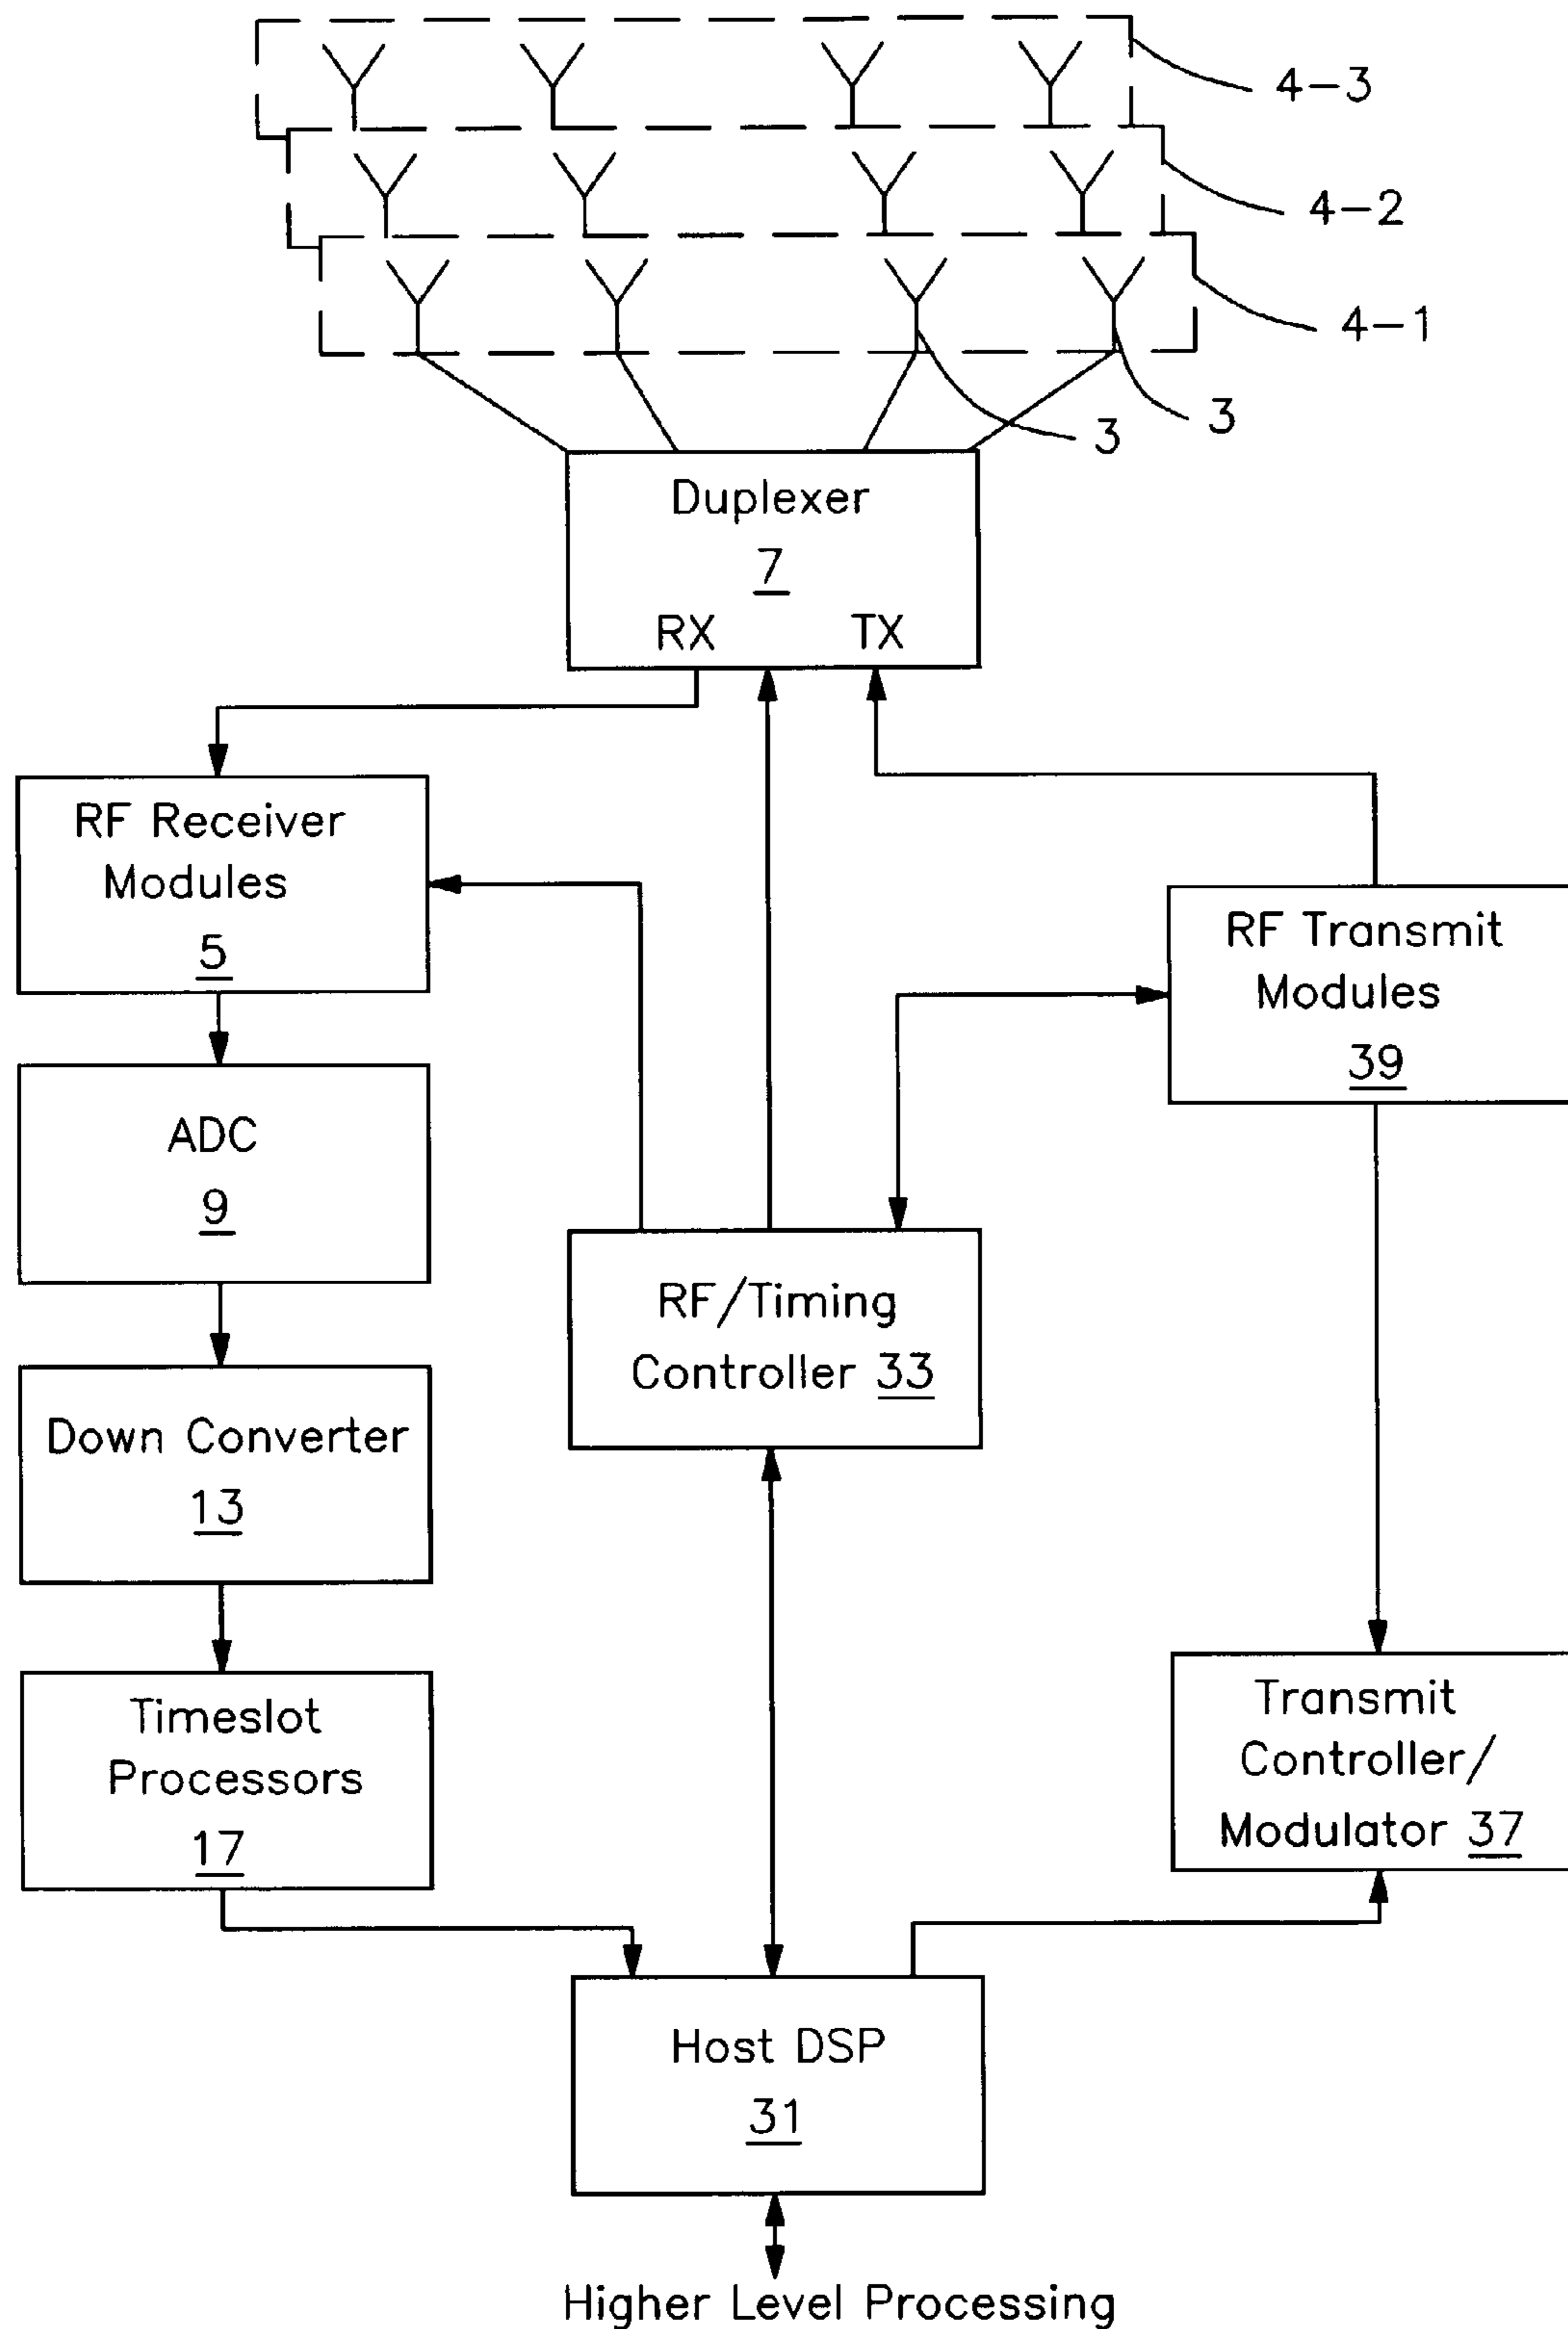 4-3
4-2
4-1
3
3
Duplexer
7
RX TX
RF Receiver
Modules
5
RF Transmit
Modules
39
ADC
9
RF/Timing
Controller 33
Down Converter
13
Timeslot
Processors
17
Transmit
Controller/
Modulator 37
Host DSP
31
Higher Level Processing